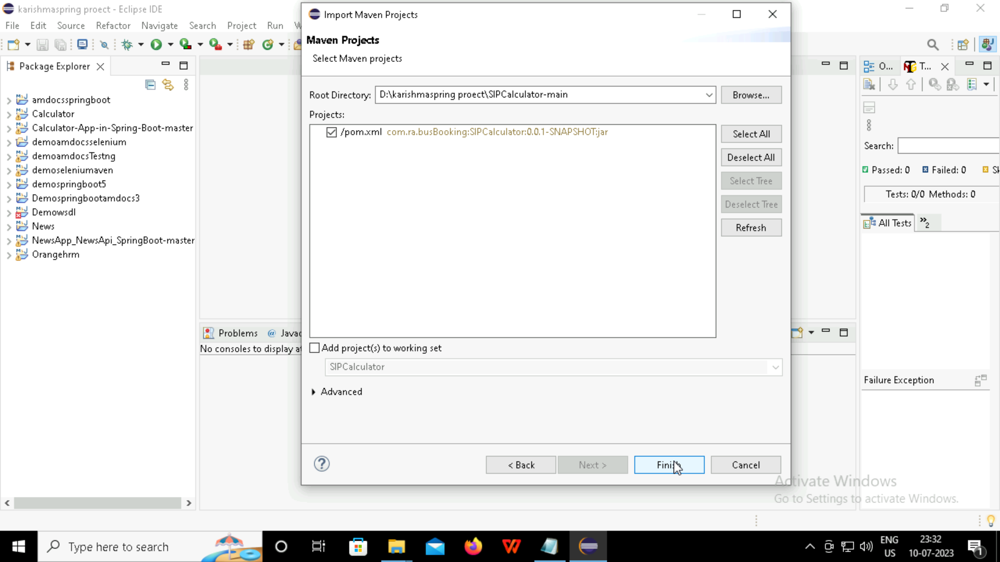 karishmaspring proect - Eclipse IDE
File Edit Source Refactor Navigate Search Project Run
Package Explorer
amdocsspringboot
Calculator
Calculator-App-in-Spring-Boot-master
demoamdocsselenium
demoamdocsTestng
demoseleniumaven
demospringboot5
Demospringbootamdocs3
Demowsdl
News
NewsApp_NewsApi_SpringBoot-master
Orangehrm
Problems @ Javad
No consoles to display at
Import Maven Projects
Maven Projects
Select Maven projects
Root Directory: D:\karishmaspring proect\SIPCalculator-main Browse...
Projects:
/pom.xml com.ra.busBooking:SIPCalculator:0.0.1-SNAPSHOT:jar
Select All
Deselect All
Select Tree
Deselect Tree
Refresh
Add project(s) to working set
SIPCalculator
Advanced
< Back Next > Finish Cancel
O... T...
Search:
Passed: 0 Failed: 0
Tests: 0/0 Methods: 0
All Tests »2
Failure Exception
Activate Windows
Go to Settings to activate Windows.
Type here to search
ENG
US
23:32
10-07-2023
1